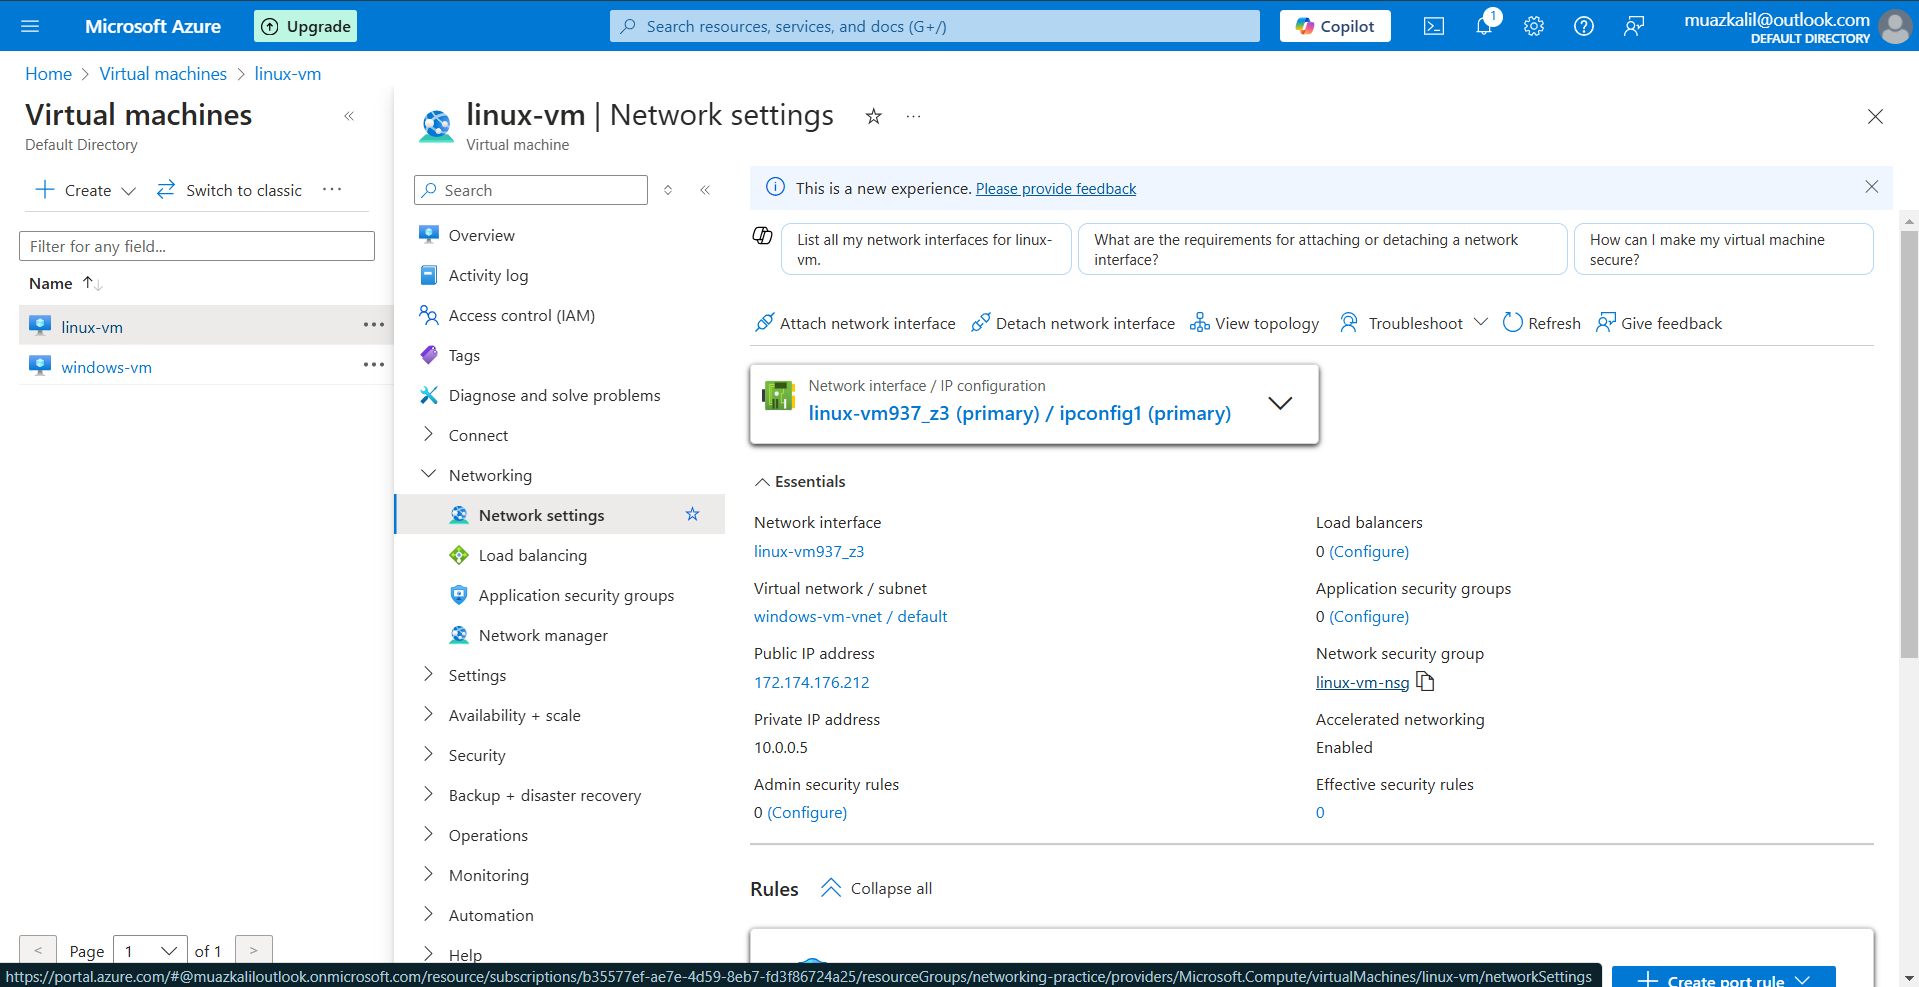 Microsoft Azure
Upgrade
Search resources, services, and docs (G+/)
Copilot
1
muazkalil@outlook.com
DEFAULT DIRECTORY
Home > Virtual machines > linux-vm
Virtual machines
Default Directory
Create
Switch to classic
Filter for any field...
Name
linux-vm
windows-vm
< Page 1 of 1 >
linux-vm | Network settings
Virtual machine
Search
Overview
Activity log
Access control (IAM)
Tags
Diagnose and solve problems
Connect
Networking
Network settings
Load balancing
Application security groups
Network manager
Settings
Availability + scale
Security
Backup + disaster recovery
Operations
Monitoring
Automation
Help
This is a new experience. Please provide feedback
List all my network interfaces for linux-
vm.
What are the requirements for attaching or detaching a network
interface?
How can I make my virtual machine
secure?
Attach network interface
Detach network interface
View topology
Troubleshoot
Refresh
Give feedback
Network interface / IP configuration
linux-vm937_z3 (primary) / ipconfig1 (primary)
Essentials
Network interface
linux-vm937_z3
Virtual network / subnet
windows-vm-vnet / default
Public IP address
172.174.176.212
Private IP address
10.0.0.5
Admin security rules
0 (Configure)
Load balancers
0 (Configure)
Application security groups
0 (Configure)
Network security group
linux-vm-nsg
Accelerated networking
Enabled
Effective security rules
0
Rules
Collapse all
Create port rule
https://portal.azure.com/#@muazkaliloutlook.onmicrosoft.com/resource/subscriptions/b35577ef-ae7e-4d59-8eb7-fd3f86724a25/resourceGroups/networking-practice/providers/Microsoft.Compute/virtualMachines/linux-vm/networkSettings